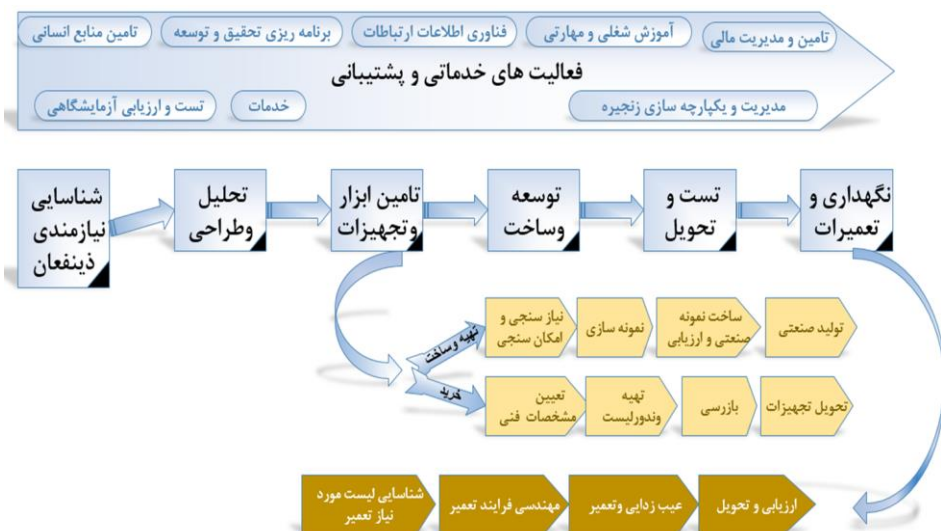 تامین منابع انسانی
برنامه ریزی تحقیق و توسعه
فناوری اطلاعات ارتباطات
آموزش شغلی و مهارتی
تامین و مدیریت مالی
فعالیت های خدماتی و پشتیبانی
تست و ارزیابی آزمایشگاهی
خدمات
مدیریت و یکپارچه سازی زنجیره
شناسایی
نیازمندی
ذینفعان
تحلیل
وطراحی
تامین ابزار
وتجهیزات
توسعه
وساخت
تست و
تحویل
نگهداری و
تعمیرات
تهیه وساخت
نیاز سنجی و
امکان سنجی
نمونه سازی
ساخت نمونه
صنعتی و ارزیابی
تولید صنعتی
خرید
تعیین
مشخصات فنی
تهیه
وندورلیست
بازرسی
تحویل تجهیزات
شناسایی لیست مورد
نیاز تعمیر
مهندسی فرایند تعمیر
عیب زدایی وتعمیر
ارزیابی و تحویل